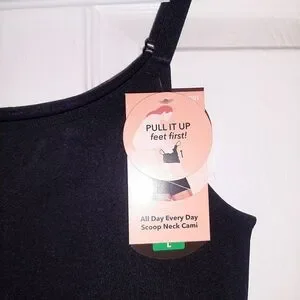 PULL IT UP
feet first!
All Day Every Day
Scoop Neck Cami
L